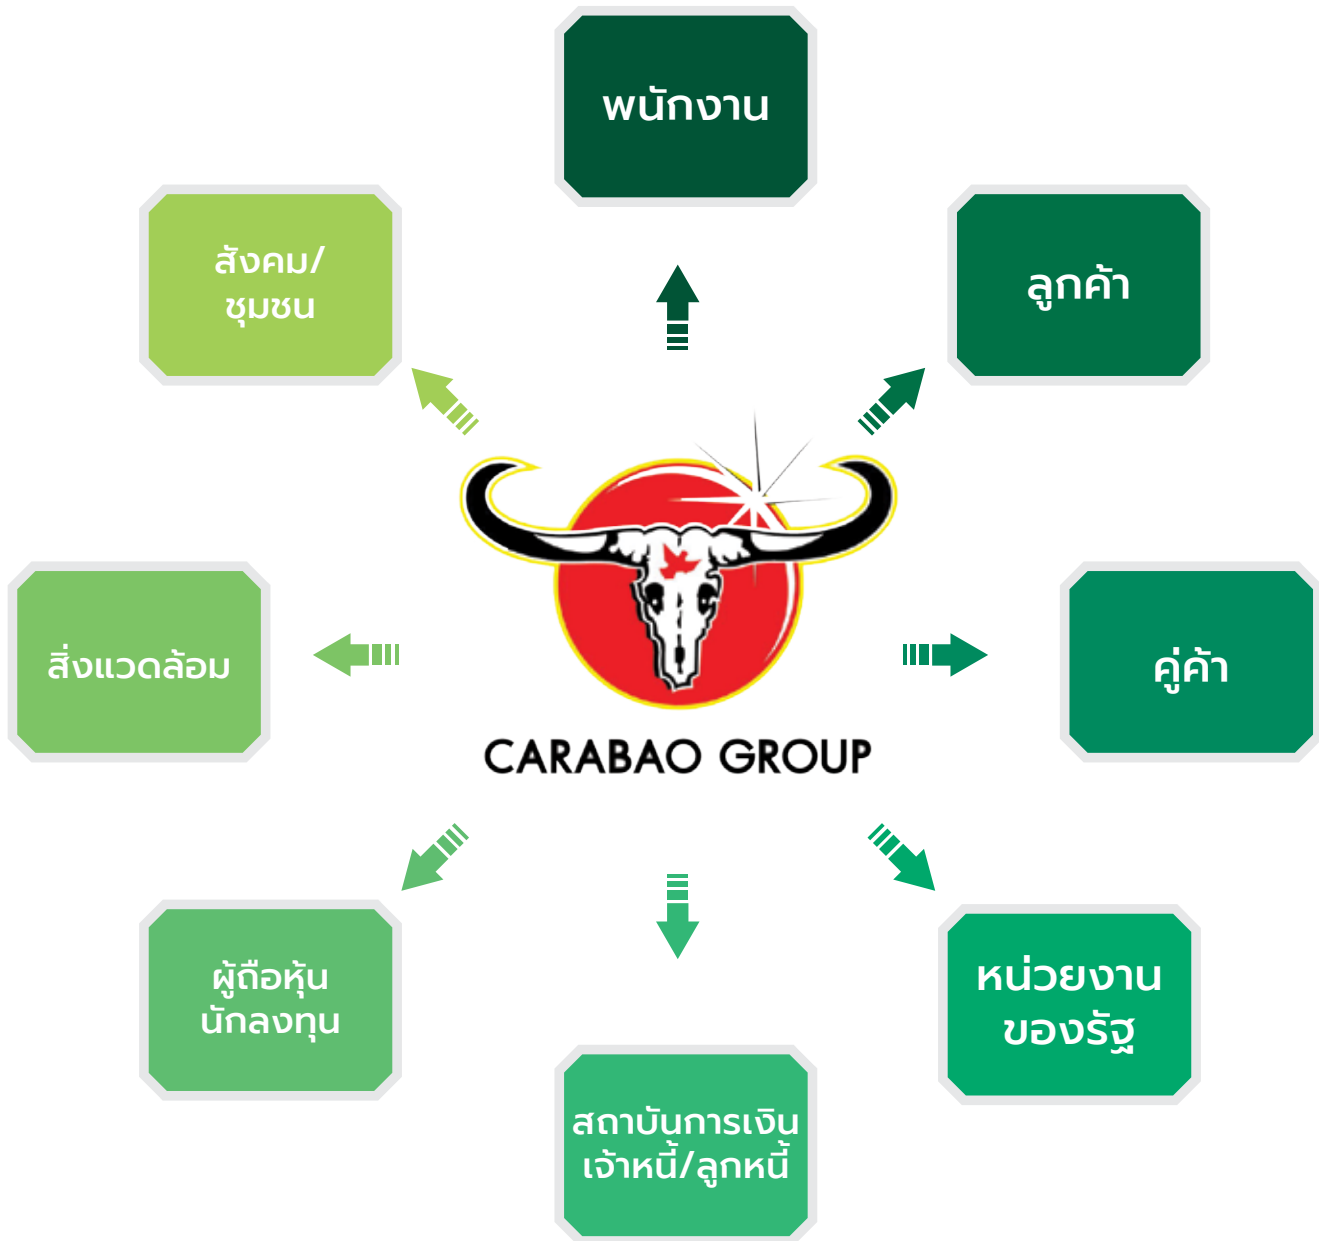 พนักงาน
สังคม/
ชุมชน
ลูกค้า
สิ่งแวดล้อม
คู่ค้า
CARABAO GROUP
ผู้ถือหุ้น
นักลงทุน
หน่วยงาน
ของรัฐ
สถาบันการเงิน
เจ้าหนี้/ลูกหนี้